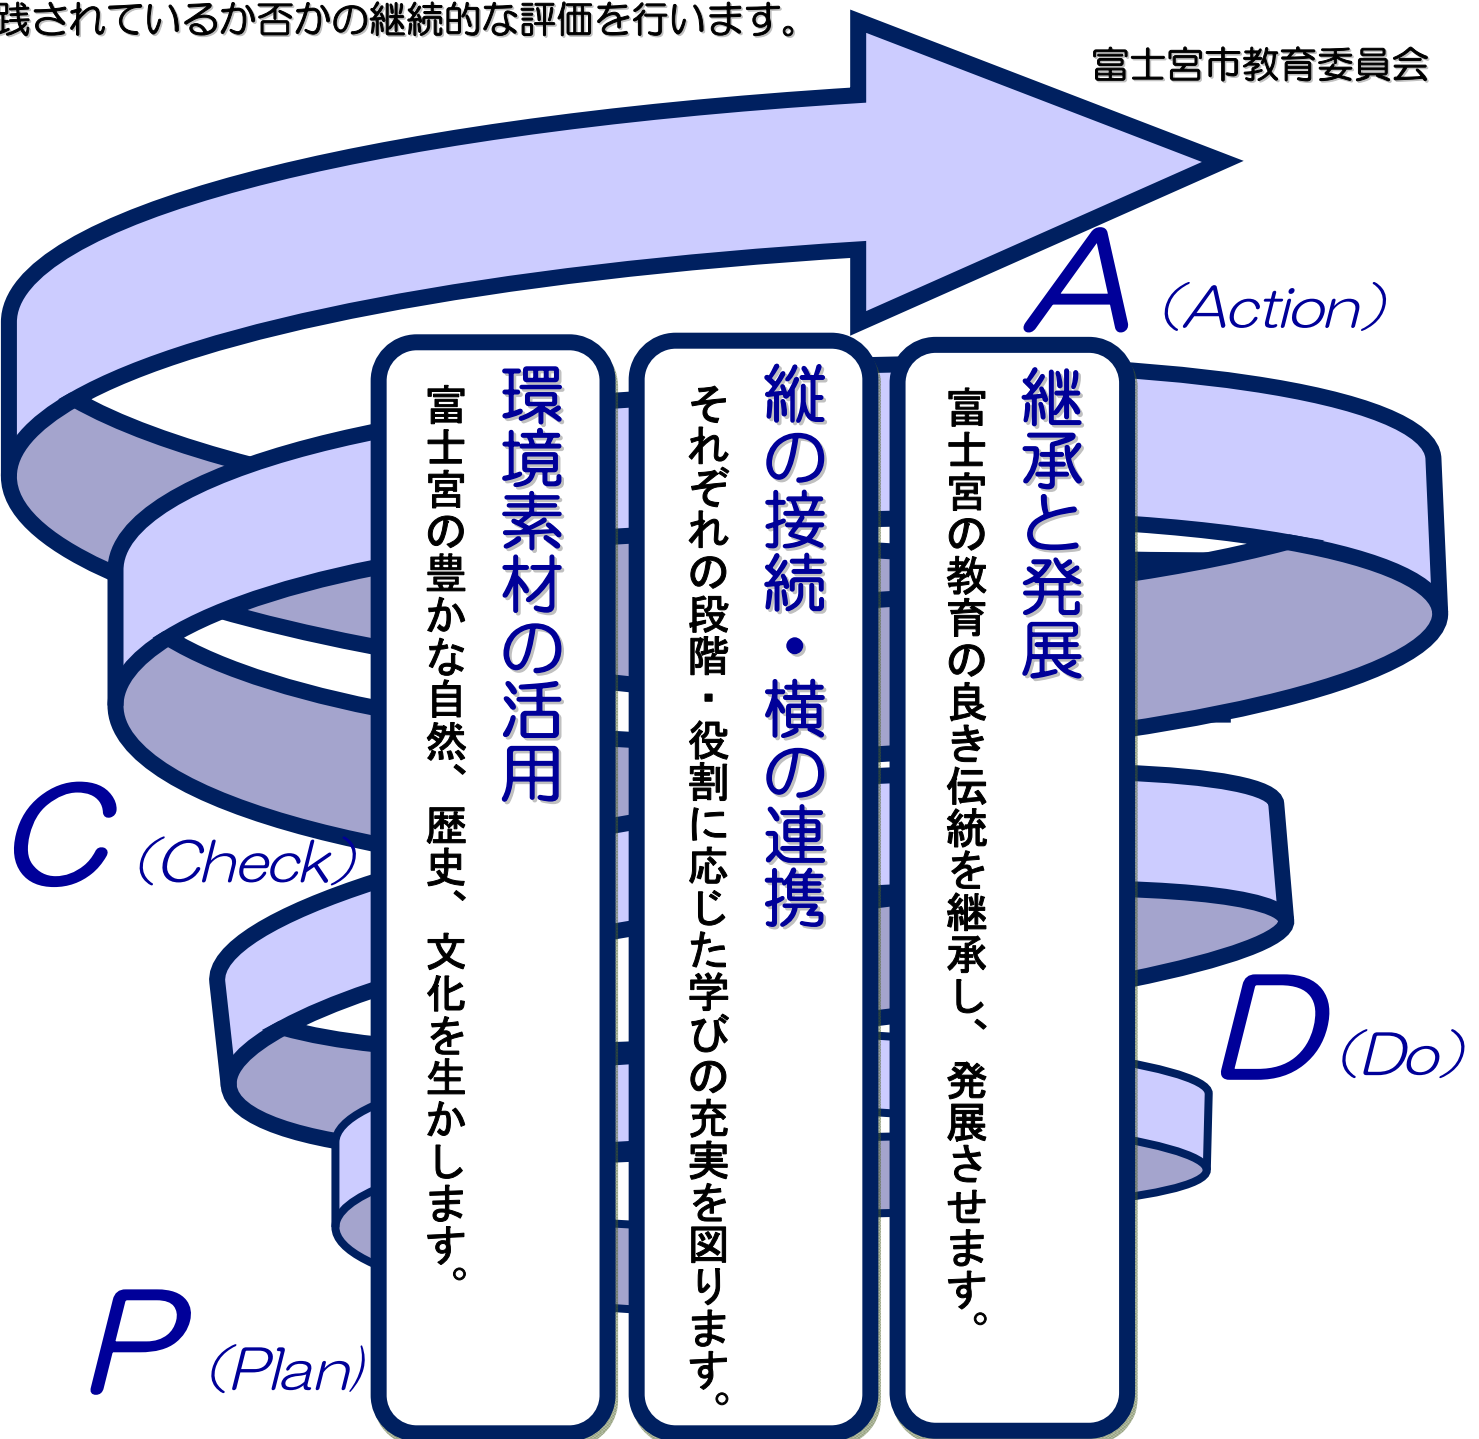 践されているか否かの継続的な評価を行います。
富士宮市教育委員会
A（Action）
継承と発展
富士宮の教育の良き伝統を継承し、発展させます。
縦の接続・横の連携
それぞれの段階・役割に応じた学びの充実を図ります。
環境素材の活用
富士宮の豊かな自然、歴史、文化を生かします。
C（Check）
D（Do）
P（Plan）